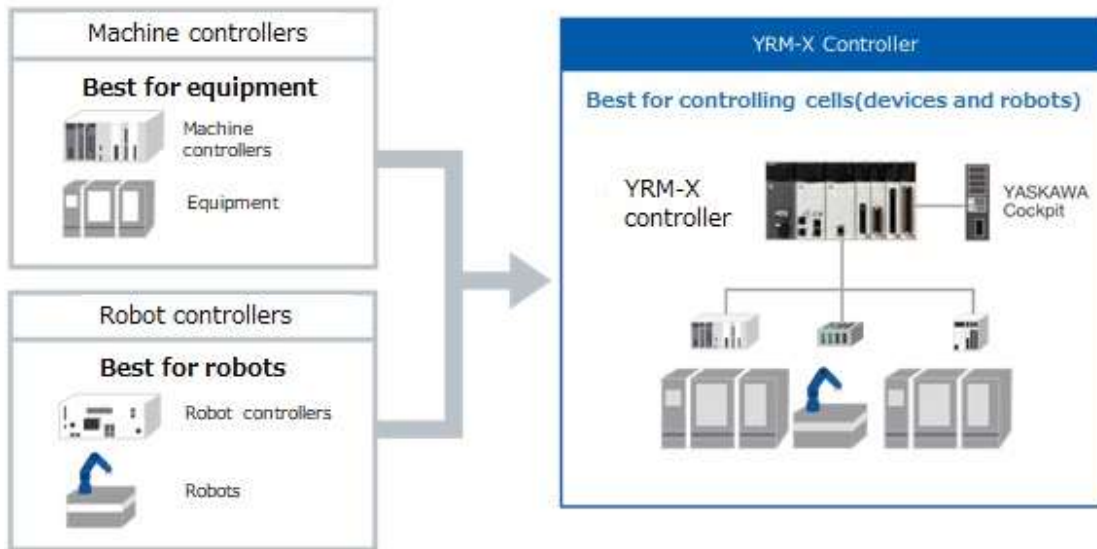 Machine controllers
Best for equipment
Machine
controllers
Equipment
Robot controllers
Best for robots
Robot controllers
Robots
YRM-X Controller
Best for controlling cells(devices and robots)
YRM-X
controller
YASKAWA
Cockpit